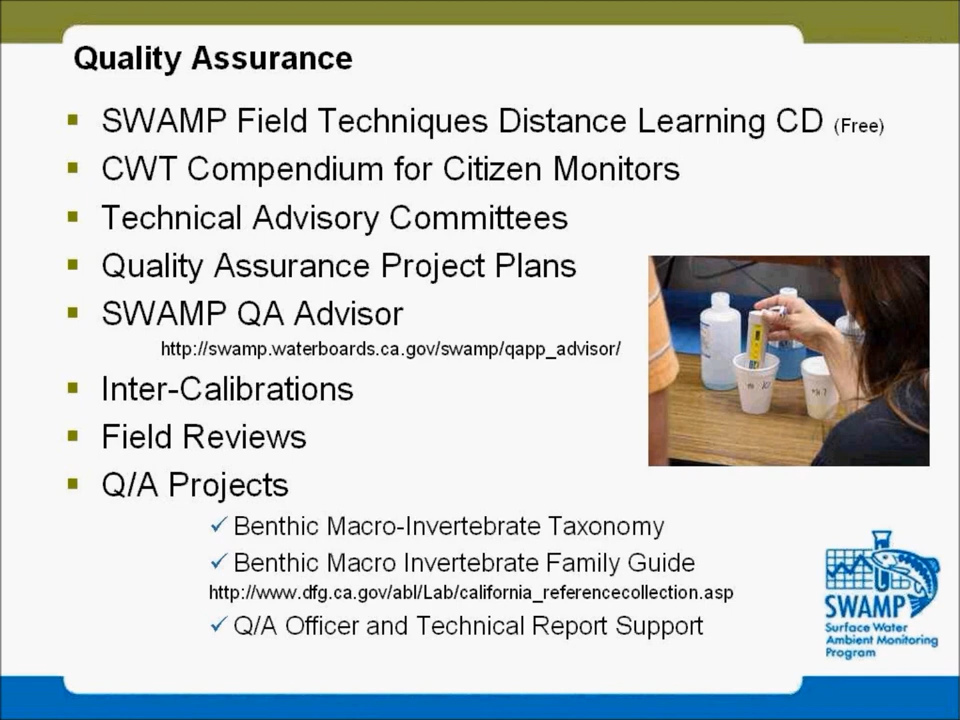 Quality Assurance
SWAMP Field Techniques Distance Learning CD (Free)
CWT Compendium for Citizen Monitors
Technical Advisory Committees
Quality Assurance Project Plans
SWAMP QA Advisor
http://swamp.waterboards.ca.gov/swamp/qapp_advisor/
Inter-Calibrations
Field Reviews
Q/A Projects
Benthic Macro-Invertebrate Taxonomy
Benthic Macro Invertebrate Family Guide
http://www.dfg.ca.gov/abl/Lab/california_referencecollection.asp
Q/A Officer and Technical Report Support
SWAMP
Surface Water
Ambient Monitoring
Program